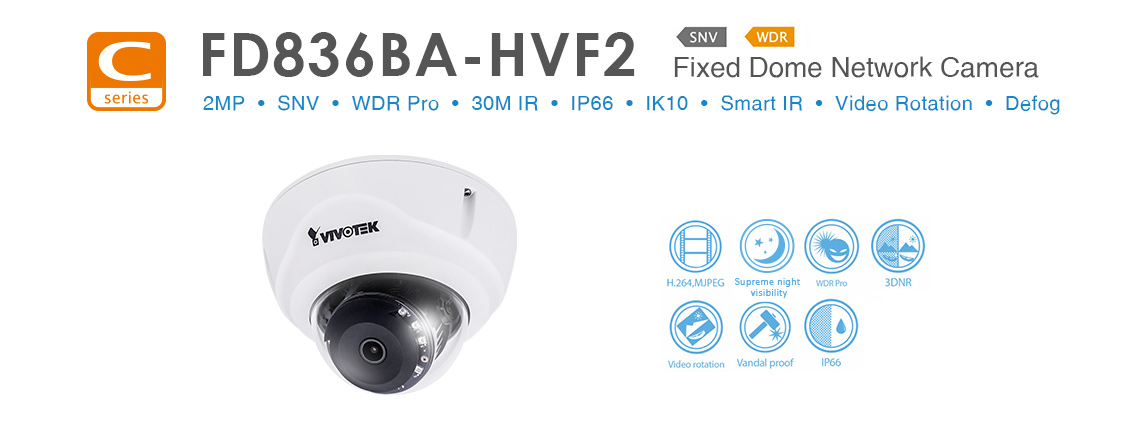 C
series
FD836BA-HVF2
SNV
WDR
Fixed Dome Network Camera
2MP • SNV • WDR Pro • 30M IR • IP66 • IK10 • Smart IR • Video Rotation • Defog
VIVOTEK
H.264,MJPEG
Supreme night
visibility
WDR Pro
3DNR
Video rotation
Vandal proof
IP66